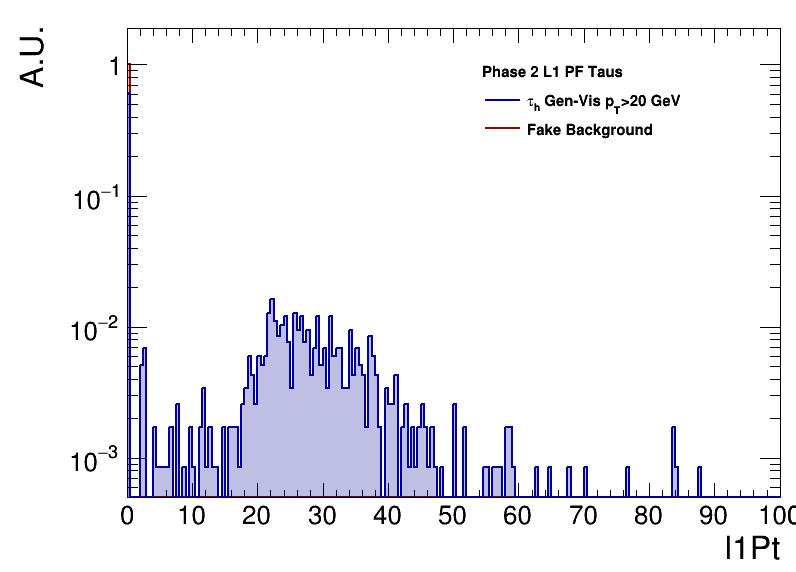 A.U.
Phase 2 L1 PF Taus
τh Gen-Vis pT>20 GeV
Fake Background
1
10−1
10−2
10−3
0 10 20 30 40 50 60 70 80 90 100
l1Pt